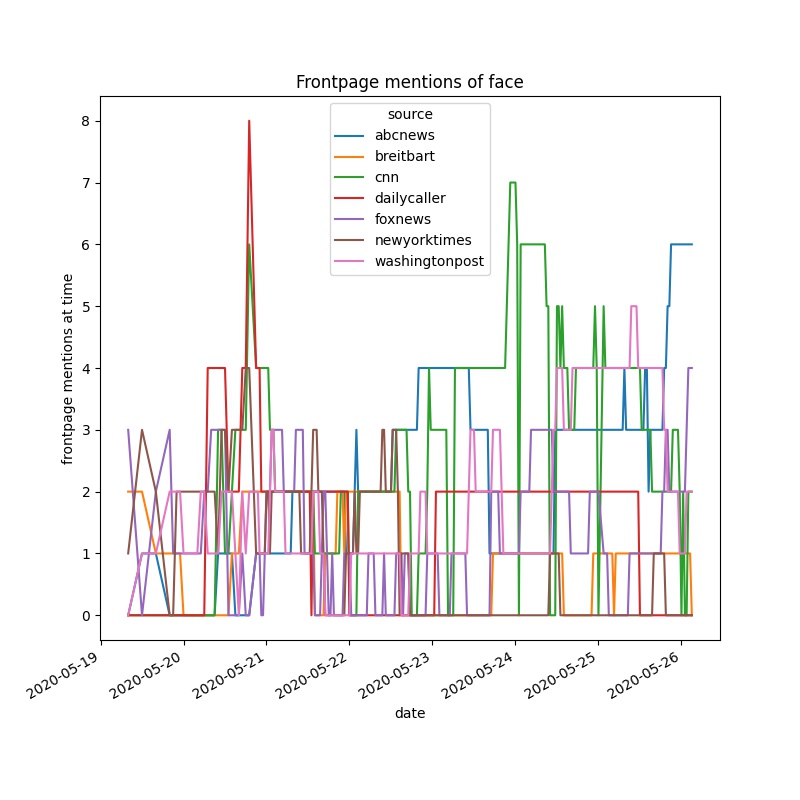 Frontpage mentions of face
source
abcnews
breitbart
cnn
dailycaller
foxnews
newyorktimes
washingtonpost
frontpage mentions at time
8
7
6
5
4
3
2
1
0
2020-05-19
2020-05-20
2020-05-21
2020-05-22
2020-05-23
2020-05-24
2020-05-25
2020-05-26
date